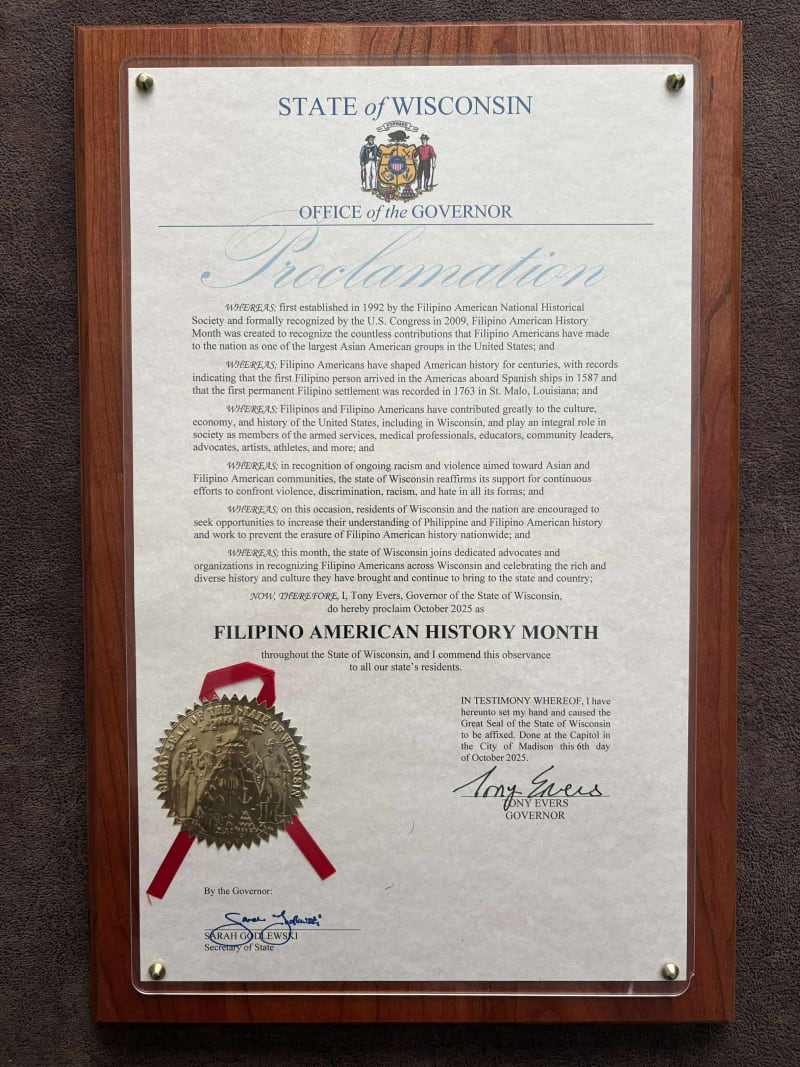 STATE of WISCONSIN
FORWARD
OFFICE of the GOVERNOR
Proclamation
WHEREAS; first established in 1992 by the Filipino American National Historical
Society and formally recognized by the U.S. Congress in 2009, Filipino American History
Month was created to recognize the countless contributions that Filipino Americans have made
to the nation as one of the largest Asian American groups in the United States; and
WHEREAS; Filipino Americans have shaped American history for centuries, with records
indicating that the first Filipino person arrived in the Americas aboard Spanish ships in 1587 and
that the first permanent Filipino settlement was recorded in 1763 in St. Malo, Louisiana; and
WHEREAS; Filipinos and Filipino Americans have contributed greatly to the culture,
economy, and history of the United States, including in Wisconsin, and play an integral role in
society as members of the armed services, medical professionals, educators, community leaders,
advocates, artists, athletes, and more; and
WHEREAS; in recognition of ongoing racism and violence aimed toward Asian and
Filipino American communities, the state of Wisconsin reaffirms its support for continuous
efforts to confront violence, discrimination, racism, and hate in all its forms; and
WHEREAS; on this occasion, residents of Wisconsin and the nation are encouraged to
seek opportunities to increase their understanding of Philippine and Filipino American history
and work to prevent the erasure of Filipino American history nationwide; and
WHEREAS; this month, the state of Wisconsin joins dedicated advocates and
organizations in recognizing Filipino Americans across Wisconsin and celebrating the rich and
diverse history and culture they have brought and continue to bring to the state and country;
NOW, THEREFORE, I, Tony Evers, Governor of the State of Wisconsin,
do hereby proclaim October 2025 as
FILIPINO AMERICAN HISTORY MONTH
throughout the State of Wisconsin, and I commend this observance
to all our state's residents.
GREAT SEAL OF THE STATE OF WISCONSIN
IN TESTIMONY WHEREOF, I have
hereunto set my hand and caused the
Great Seal of the State of Wisconsin
to be affixed. Done at the Capitol in
the City of Madison this 6th day
of October 2025.
Tony Evers
TONY EVERS
GOVERNOR
By the Governor:
Sarah Godlewski
SARAH GODLEWSKI
Secretary of State